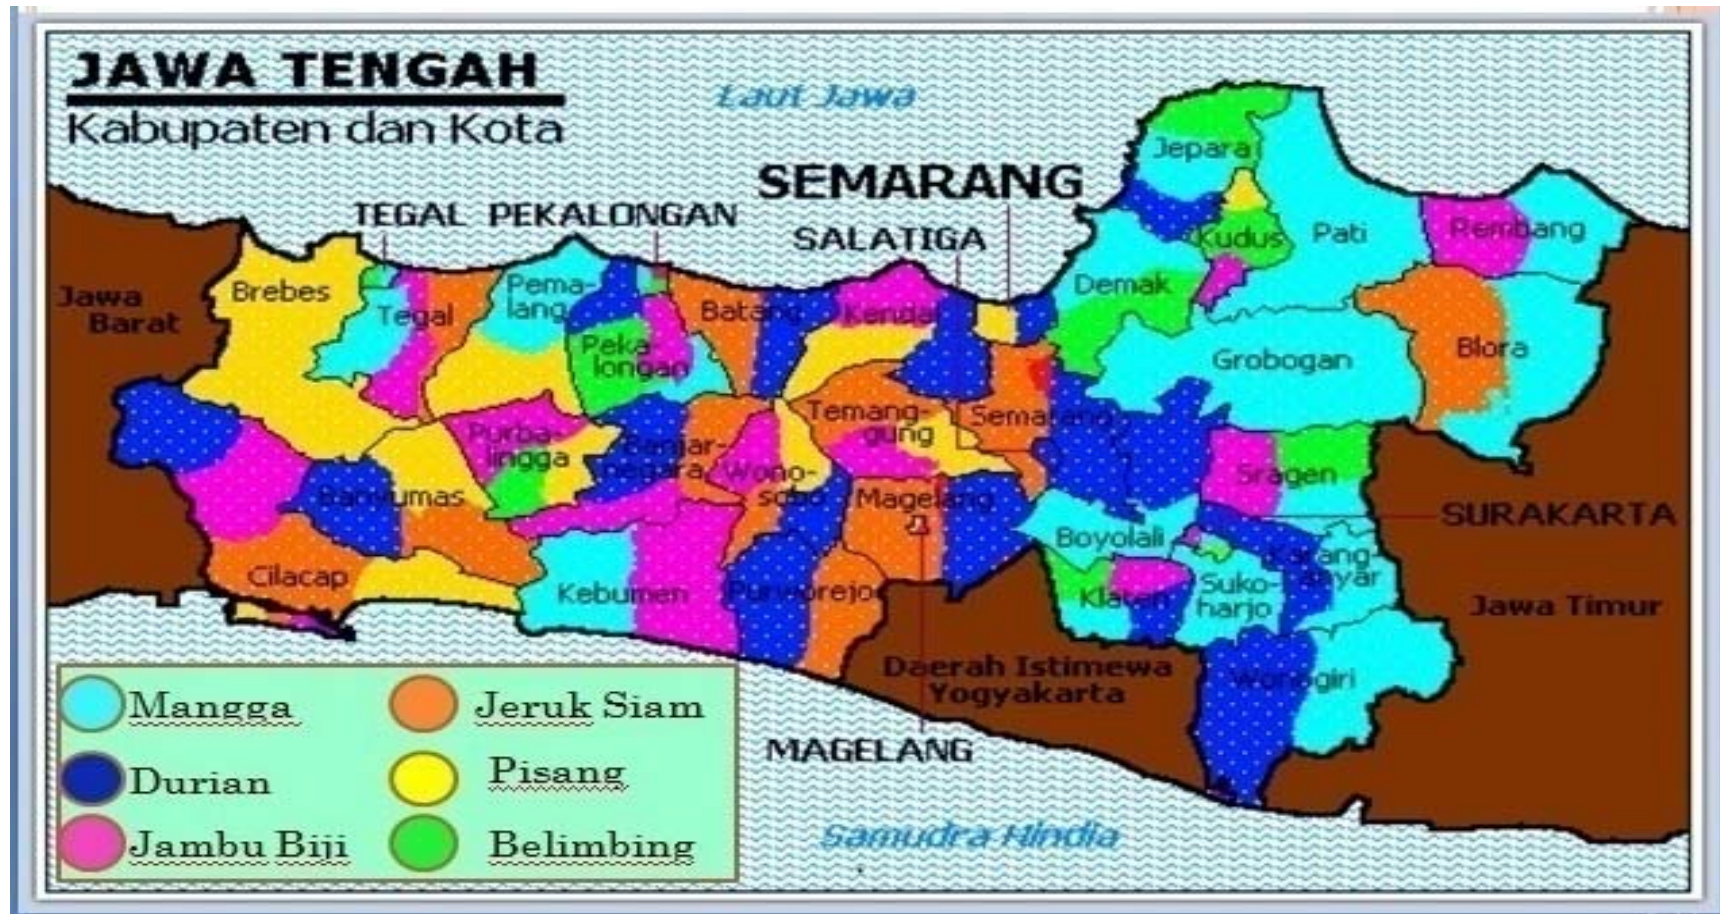 JAWA TENGAH
Kabupaten dan Kota
Laut Jawa
SEMARANG
TEGAL
PEKALONGAN
SALATIGA
Jepara
Kudus
Pati
Rembang
Demak
Jawa
Barat
Brebes
Tegal
Pema-
lang
Batang
Kendal
Peka
longan
Grobogan
Blora
Temang-
gung
Semarang
Purba-
lingga
Banjar-
negara
Wono-
sobo
Banyumas
Magelang
Sragen
SURAKARTA
Boyolali
Karang-
anyar
Cilacap
Kebumen
Purworejo
Klaten
Suko-
harjo
Jawa Timur
Daerah Istimewa
Yogyakarta
Wonogiri
MAGELANG
Samudra Hindia
Mangga
Jeruk Siam
Durian
Pisang
Jambu Biji
Belimbing